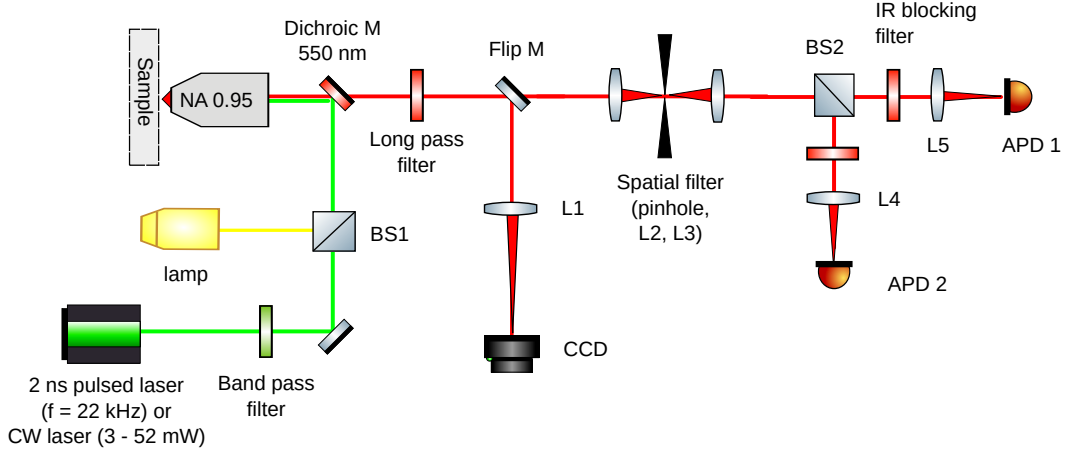 IR blocking
filter
Dichroic M
550 nm
Flip M
BS2
Sample
NA 0.95
Long pass
filter
L5
APD 1
Spatial filter
(pinhole,
L2, L3)
L1
L4
BS1
lamp
APD 2
CCD
2 ns pulsed laser
(f = 22 kHz) or
CW laser (3 - 52 mW)
Band pass
filter